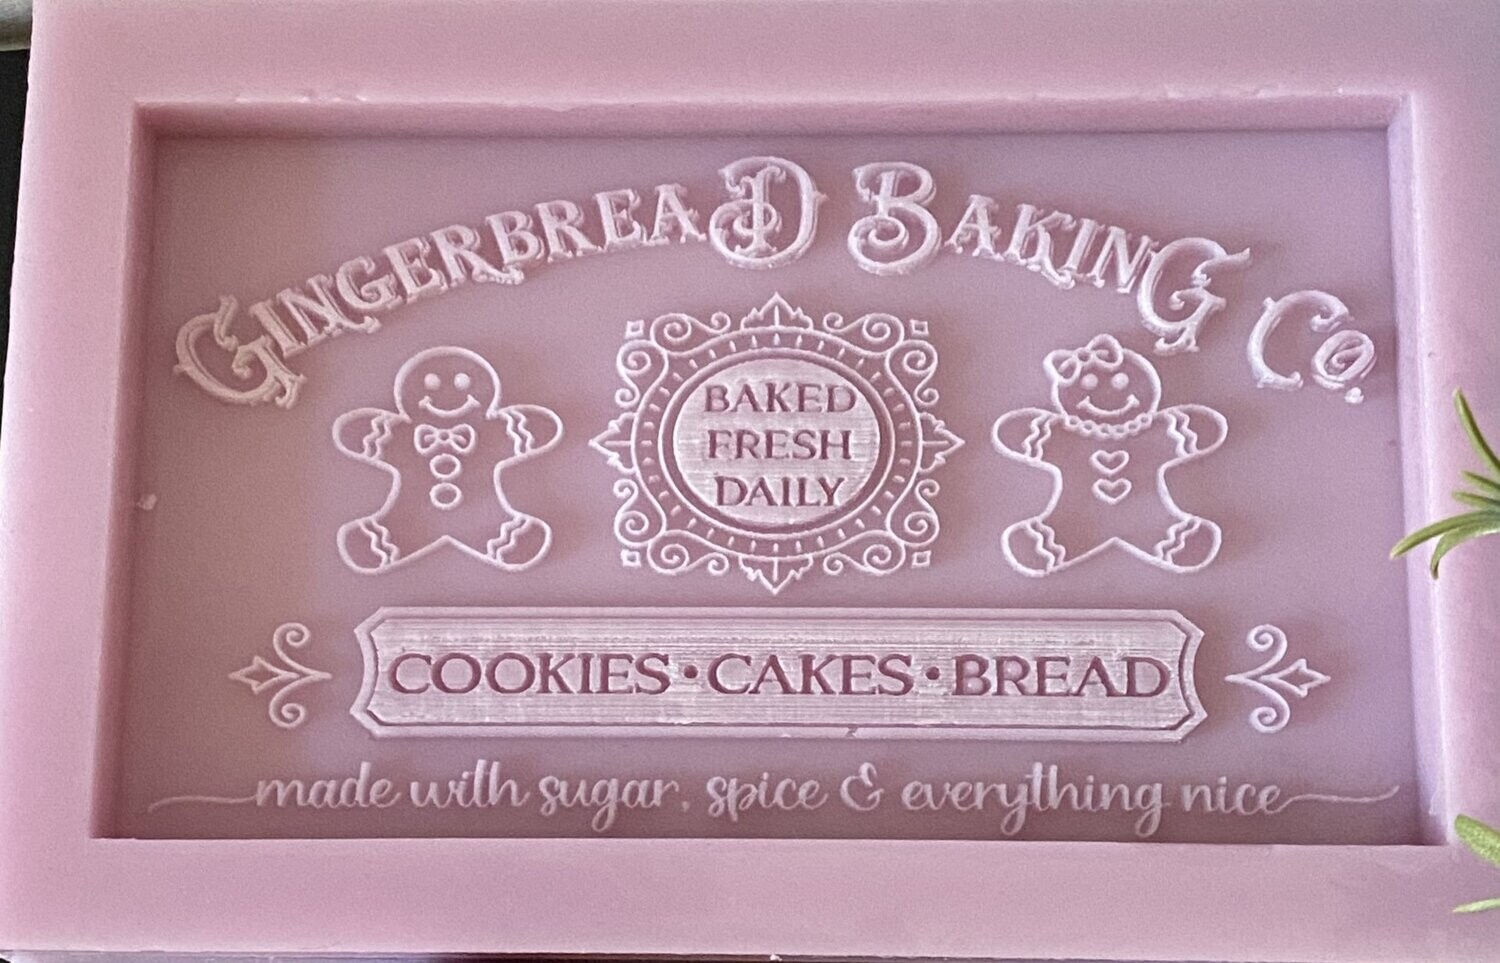 GINGERBREAD BAKING CO.
BAKED
FRESH
DAILY
COOKIES • CAKES • BREAD
made with sugar, spice & everything nice